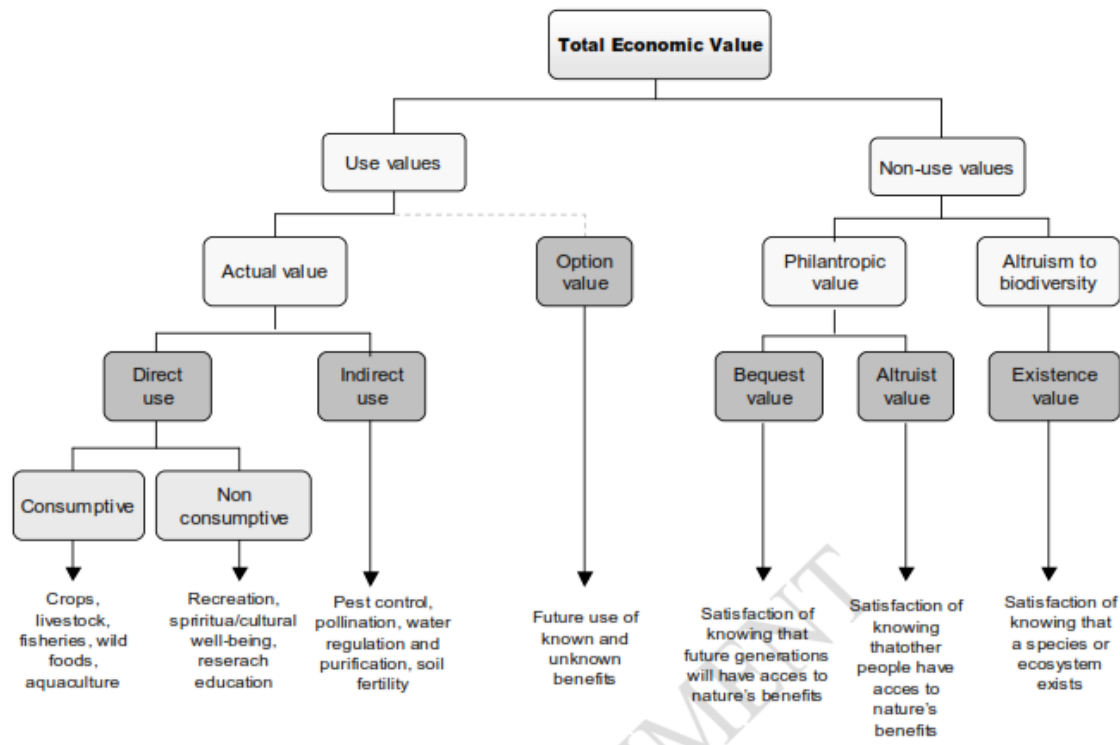 Total Economic Value
Use values
Non-use values
Actual value
Option
value
Philantropic
value
Altruism to
biodiversity
Direct
use
Indirect
use
Bequest
value
Altruist
value
Existence
value
Consumptive
Non
consumptive
Crops,
livestock,
fisheries, wild
foods,
aquaculture
Recreation,
spriritua/cultural
well-being,
reserach
education
Pest control,
pollination, water
regulation and
purification, soil
fertility
Future use of
known and
unknown
benefits
Satisfaction of
knowing that
future generations
will have acces to
nature's benefits
Satisfaction of
knowing
thatother
people have
acces to
nature's
benefits
Satisfaction of
knowing that
a species or
ecosystem
exists